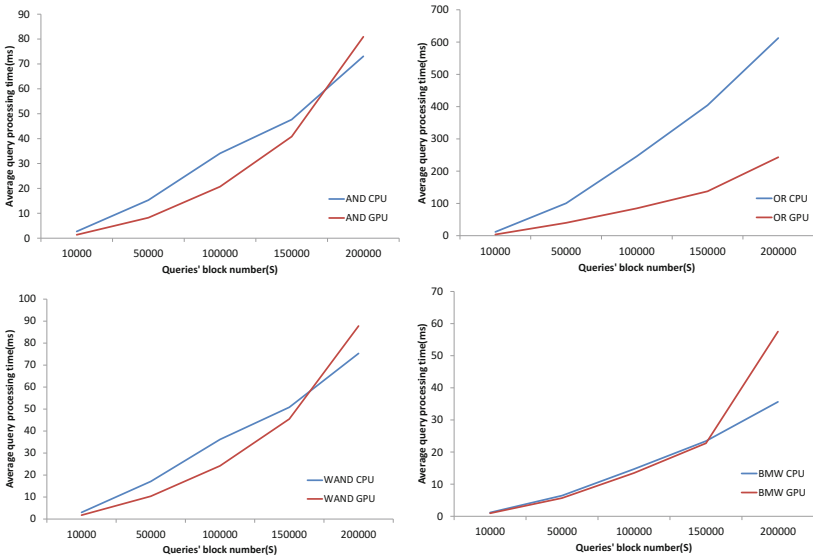 Average query processing time(ms)
90
80
70
60
50
40
30
20
10
0
AND CPU
AND GPU
10000 50000 100000 150000 200000
Queries' block number(S)
Average query processing time(ms)
700
600
500
400
300
200
100
0
OR CPU
OR GPU
10000 50000 100000 150000 200000
Queries' block number(S)
Average query processing time(ms)
100
90
80
70
60
50
40
30
20
10
0
WAND CPU
WAND GPU
10000 50000 100000 150000 200000
Queries' block number(S)
Average query processing time(ms)
70
60
50
40
30
20
10
0
BMW CPU
BMW GPU
10000 50000 100000 150000 200000
Queries' block number(S)